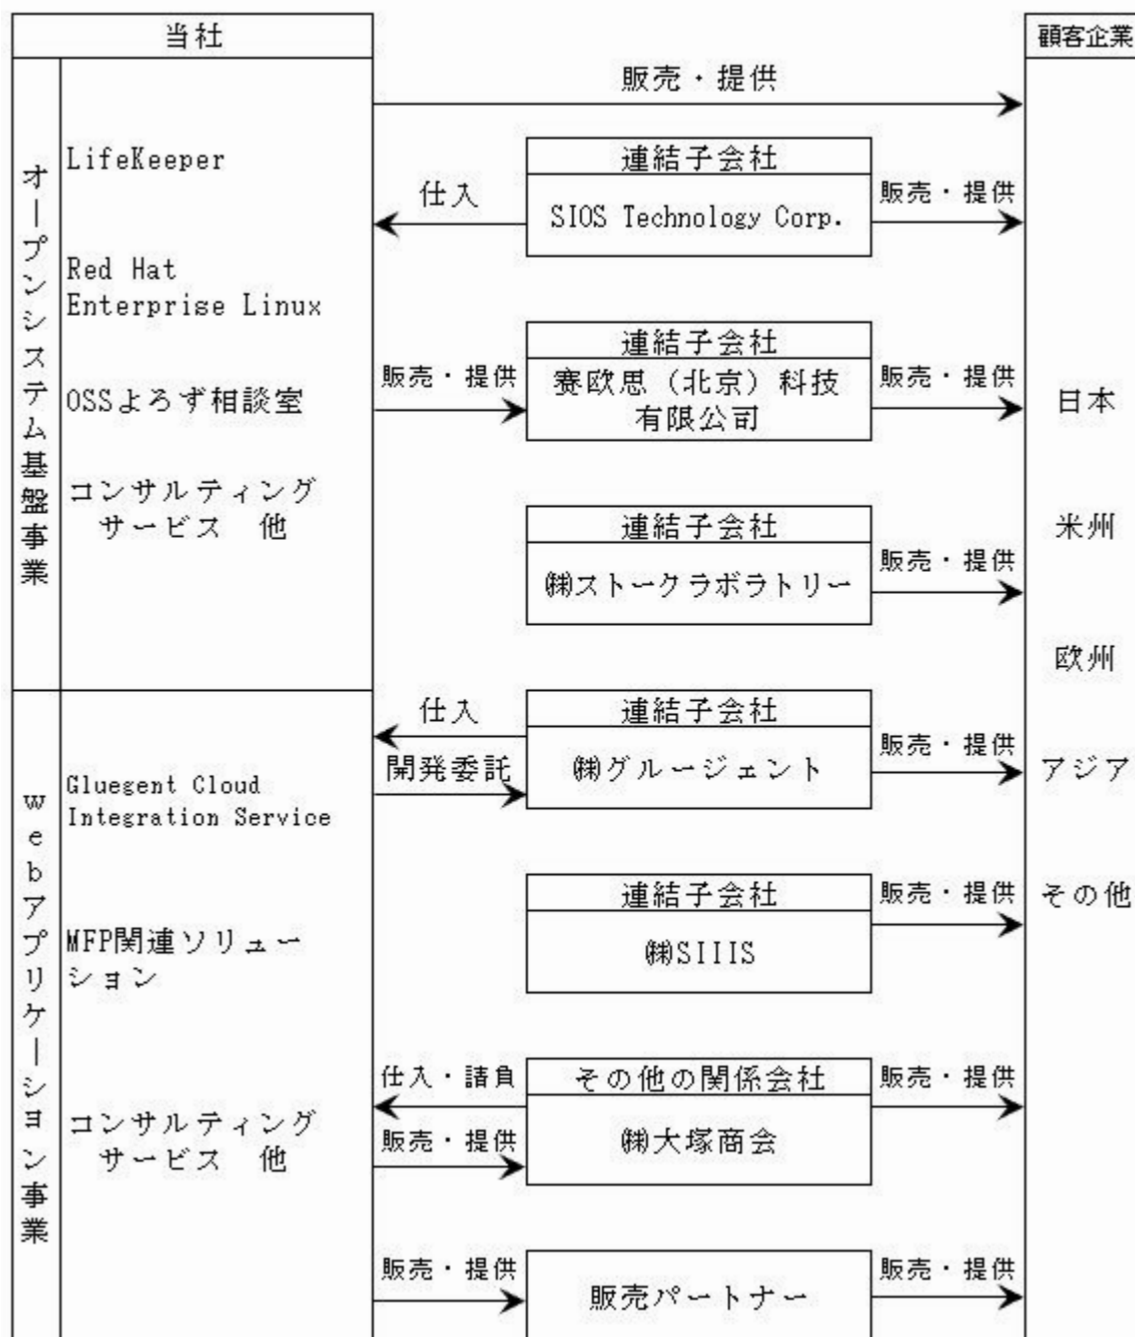 当社
顧客企業
オープンシステム基盤事業
LifeKeeper
Red Hat
Enterprise Linux
OSSよろず相談室
コンサルティング
サービス 他
Webアプリケーション事業
Gluegent Cloud
Integration Service
MFP関連ソリュー
ション
コンサルティング
サービス 他
販売・提供
仕入
連結子会社
SIOS Technology Corp.
販売・提供
販売・提供
連結子会社
賽欧思（北京）科技
有限公司
販売・提供
連結子会社
㈱ストークラボラトリー
販売・提供
仕入
開発委託
連結子会社
㈱グルージェント
販売・提供
連結子会社
㈱SIIIS
販売・提供
仕入・請負
販売・提供
その他の関係会社
㈱大塚商会
販売・提供
販売・提供
販売パートナー
販売・提供
日本
米州
欧州
アジア
その他